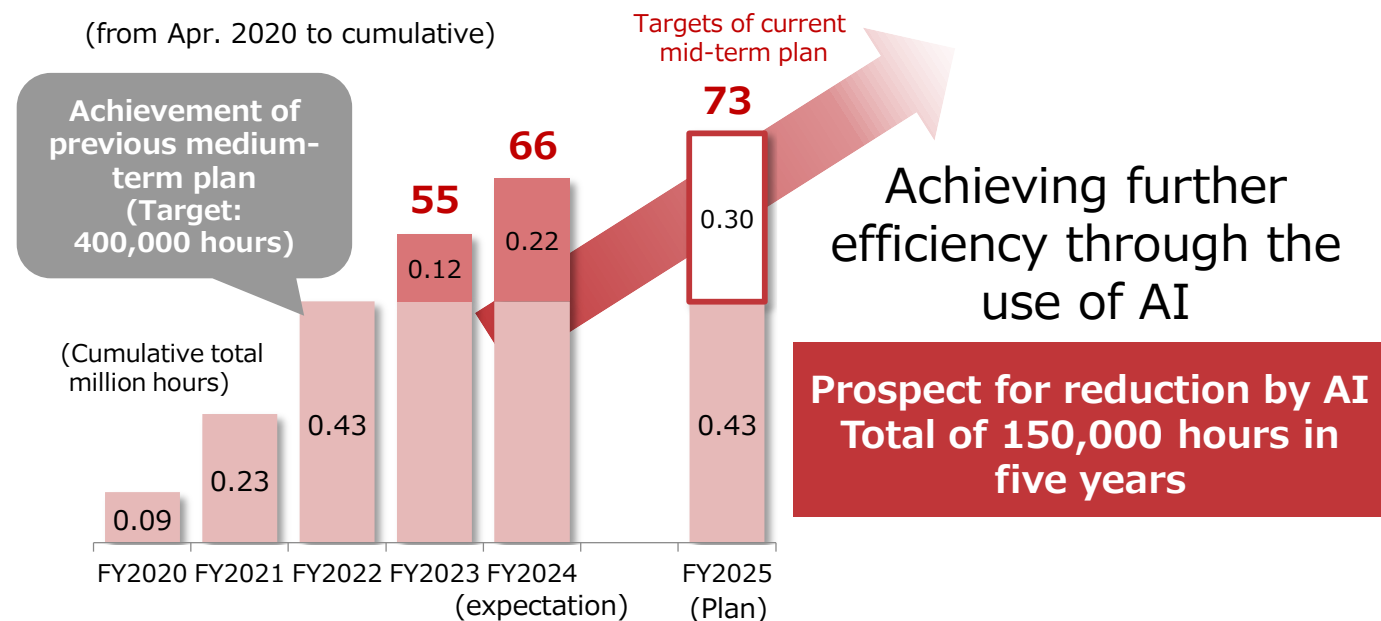 (from Apr. 2020 to cumulative)
Targets of current
mid-term plan
Achievement of
previous medium-
term plan
(Target:
400,000 hours)
73
66
55
0.30
0.22
0.12
(Cumulative total
million hours)
0.43
0.43
0.23
0.09
FY2020 FY2021 FY2022 FY2023 FY2024 FY2025
(expectation) (Plan)
Achieving further
efficiency through the
use of AI
Prospect for reduction by AI
Total of 150,000 hours in
five years